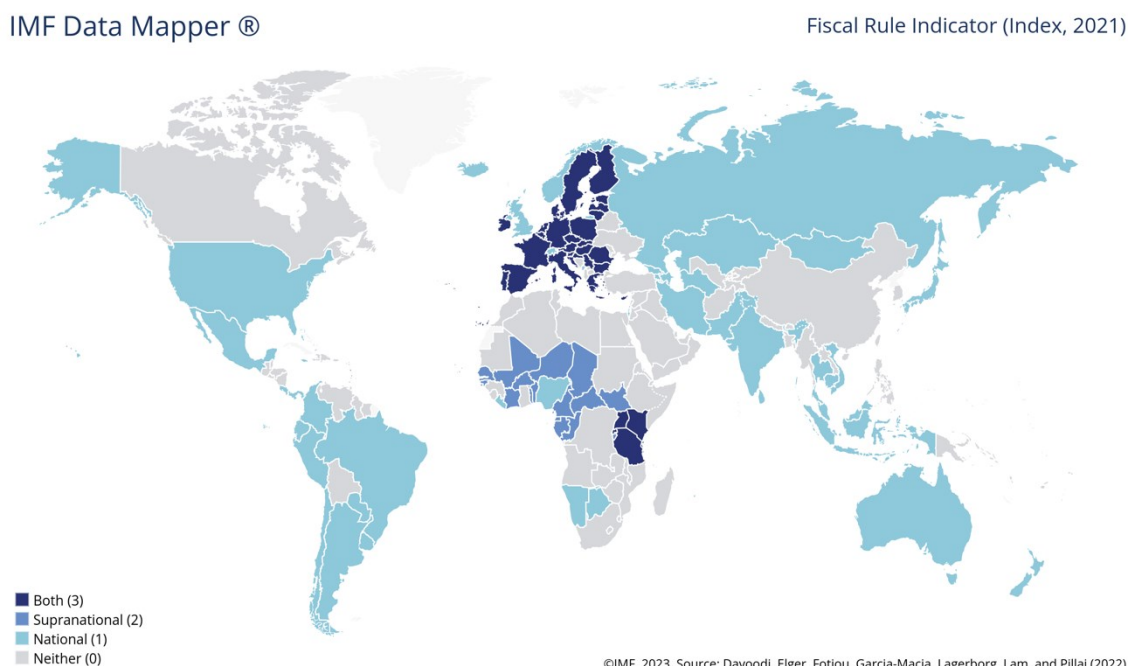 IMF Data Mapper ®
Fiscal Rule Indicator (Index, 2021)
Both (3)
Supranational (2)
National (1)
Neither (0)
©IMF, 2023, Source: Davoodi, Elger, Fotiou, Garcia-Macia, Lagerborg, Lam, and Pillai (2022)